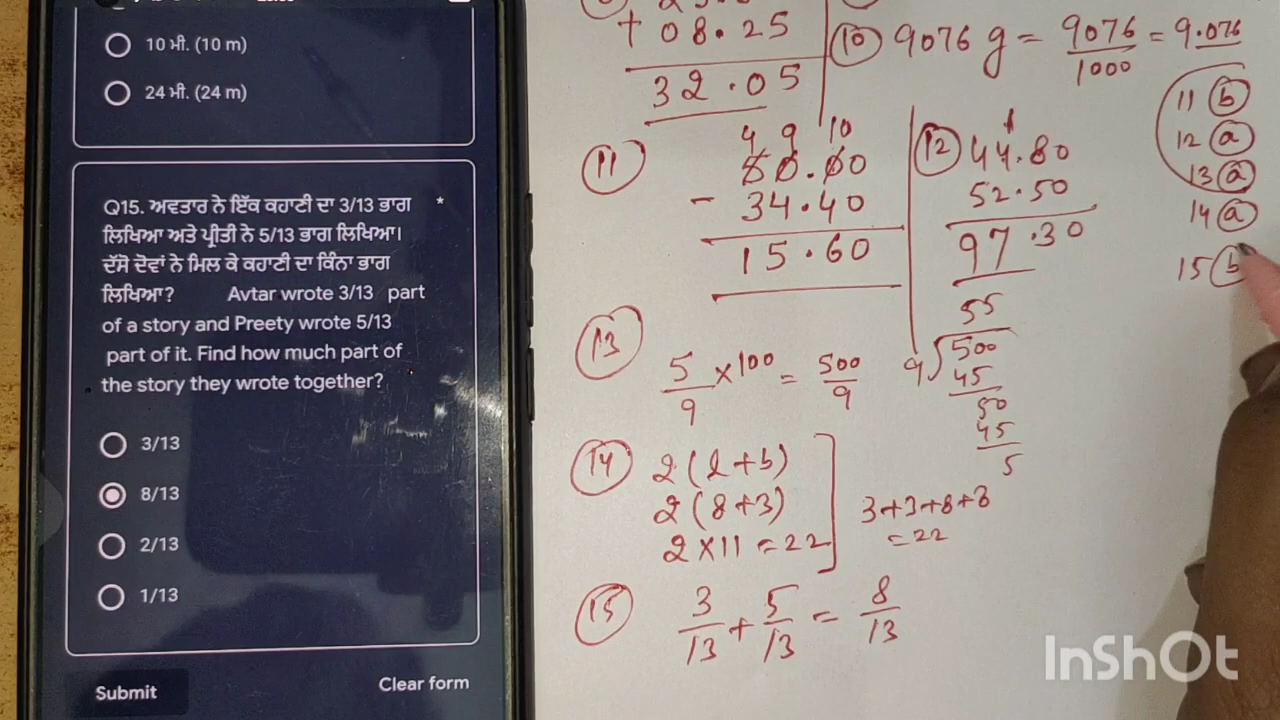 10 ਮੀ. (10 m)
24 ਮੀ. (24 m)
Q15. ਅਵਤਾਰ ਨੇ ਇੱਕ ਕਹਾਣੀ ਦਾ 3/13 ਭਾਗ *
ਲਿਖਿਆ ਅਤੇ ਪ੍ਰੀਤੀ ਨੇ 5/13 ਭਾਗ ਲਿਖਿਆ।
ਦੱਸੋ ਦੋਵਾਂ ਨੇ ਮਿਲ ਕੇ ਕਹਾਣੀ ਦਾ ਕਿੰਨਾ ਭਾਗ
ਲਿਖਿਆ? Avtar wrote 3/13 part
of a story and Preety wrote 5/13
part of it. Find how much part of
the story they wrote together?
3/13
8/13
2/13
1/13
Submit
Clear form
+ 08.25
32.05
10 9076 g = 9076/1000 = 9.076
11
4 9 10
50.00
- 34.40
15.60
12 44.80
52.50
97.30
11 b
12 a
13 a
14 a
15 b
13 5/9 × 100 = 500/9
55
9 500
45
50
45
5
14 2(l+b)
2(8+3)
2×11 = 22
3+3+8+8
= 22
15 3/13 + 5/13 = 8/13
InShOt